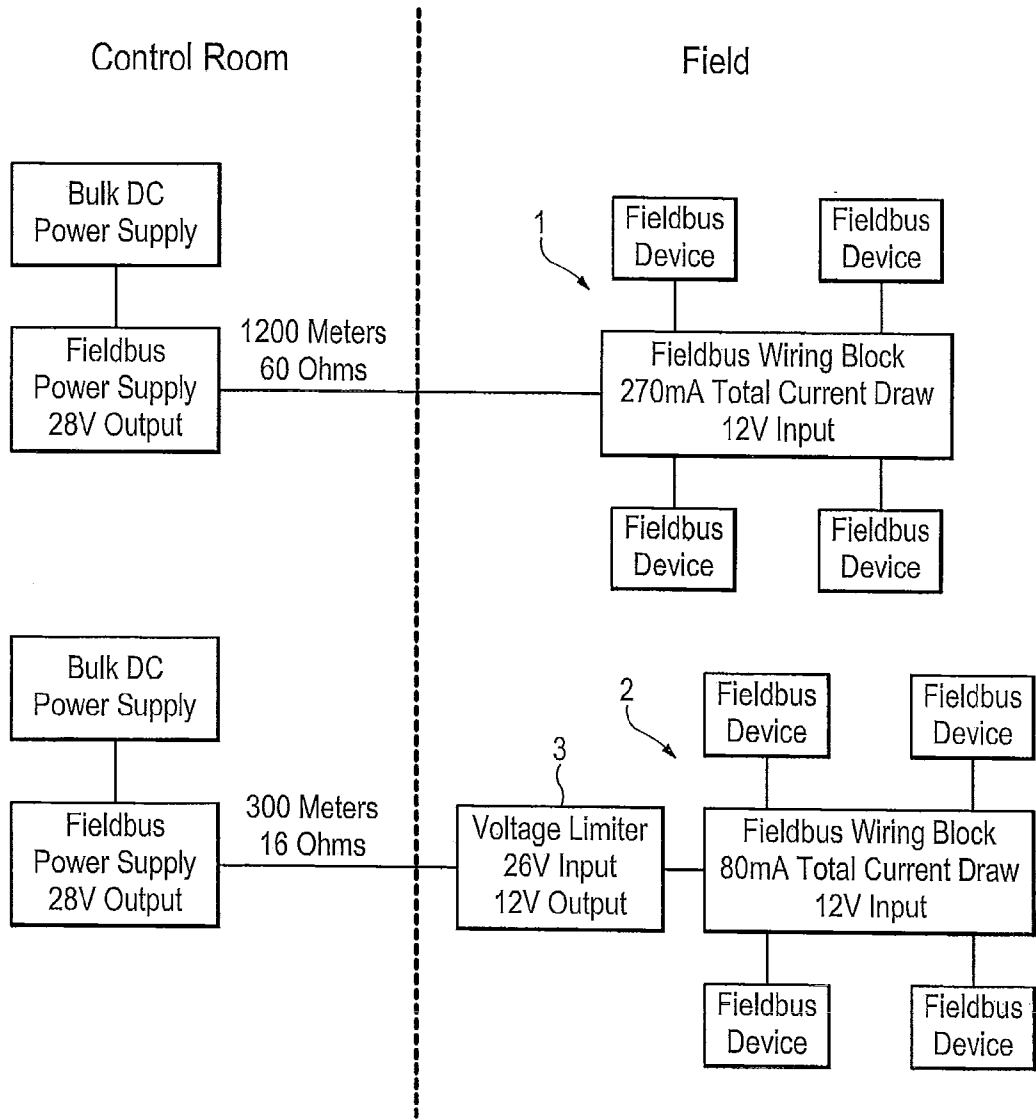 Control Room
Field
Bulk DC
Power Supply
Fieldbus
Power Supply
28V Output
1200 Meters
60 Ohms
1
Fieldbus
Device
Fieldbus
Device
Fieldbus Wiring Block
270mA Total Current Draw
12V Input
Fieldbus
Device
Fieldbus
Device
Bulk DC
Power Supply
Fieldbus
Power Supply
28V Output
300 Meters
16 Ohms
3
Voltage Limiter
26V Input
12V Output
2
Fieldbus
Device
Fieldbus
Device
Fieldbus Wiring Block
80mA Total Current Draw
12V Input
Fieldbus
Device
Fieldbus
Device